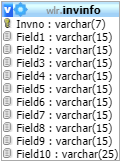 wlr.invinfo
Invno : varchar(7)
Field1 : varchar(15)
Field2 : varchar(15)
Field3 : varchar(15)
Field4 : varchar(15)
Field5 : varchar(15)
Field6 : varchar(15)
Field7 : varchar(15)
Field8 : varchar(15)
Field9 : varchar(15)
Field10 : varchar(25)